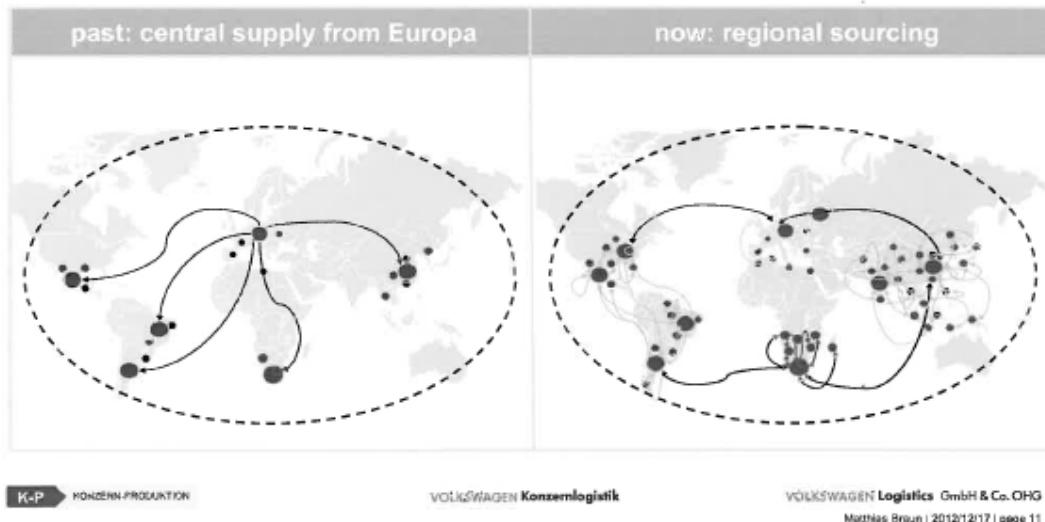 past: central supply from Europa
now: regional sourcing
K-P KONZERN-PRODUKTION
VOLKSWAGEN Konzernlogistik
VOLKSWAGEN Logistics GmbH & Co. OHG
Matthias Braun | 2012/12/17 | page 11